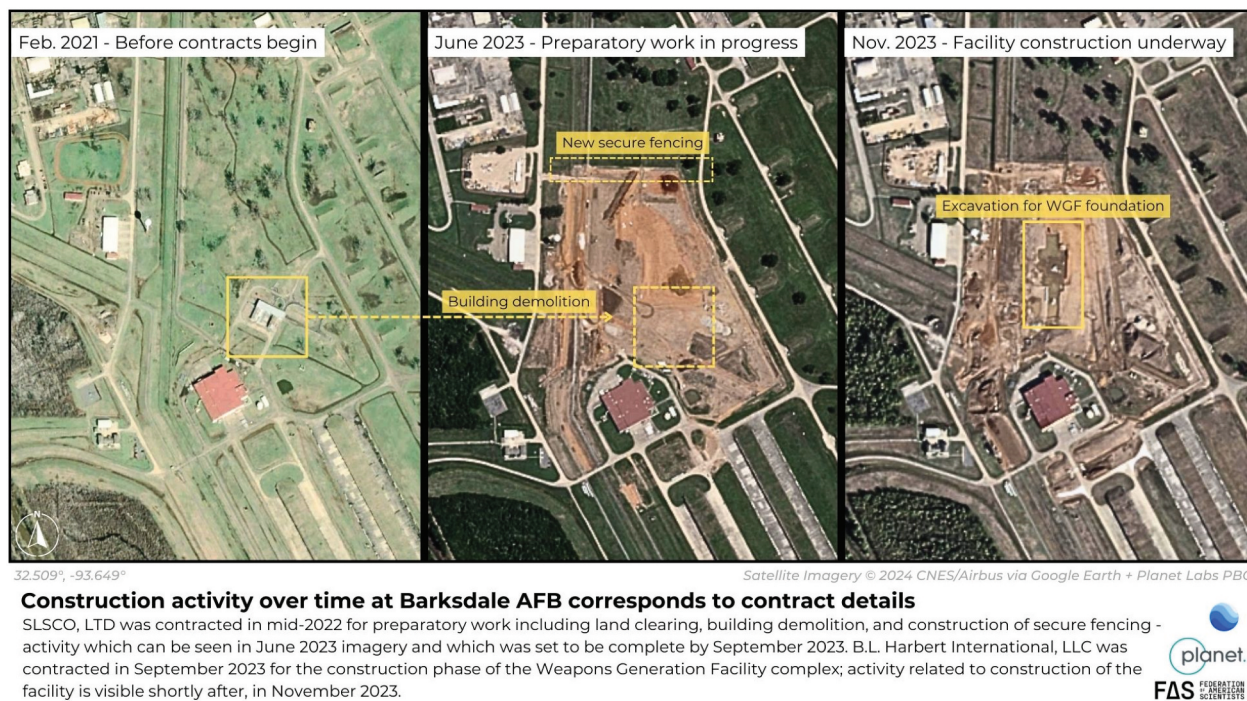 Feb. 2021 - Before contracts begin
June 2023 - Preparatory work in progress
Nov. 2023 - Facility construction underway
New secure fencing
Excavation for WGF foundation
Building demolition
N
32.509°, -93.649°
Satellite Imagery © 2024 CNES/Airbus via Google Earth + Planet Labs PBC
Construction activity over time at Barksdale AFB corresponds to contract details
SLSCO, LTD was contracted in mid-2022 for preparatory work including land clearing, building demolition, and construction of secure fencing -
activity which can be seen in June 2023 imagery and which was set to be complete by September 2023. B.L. Harbert International, LLC was
contracted in September 2023 for the construction phase of the Weapons Generation Facility complex; activity related to construction of the
facility is visible shortly after, in November 2023.
planet.
FAS FEDERATION OF AMERICAN SCIENTISTS